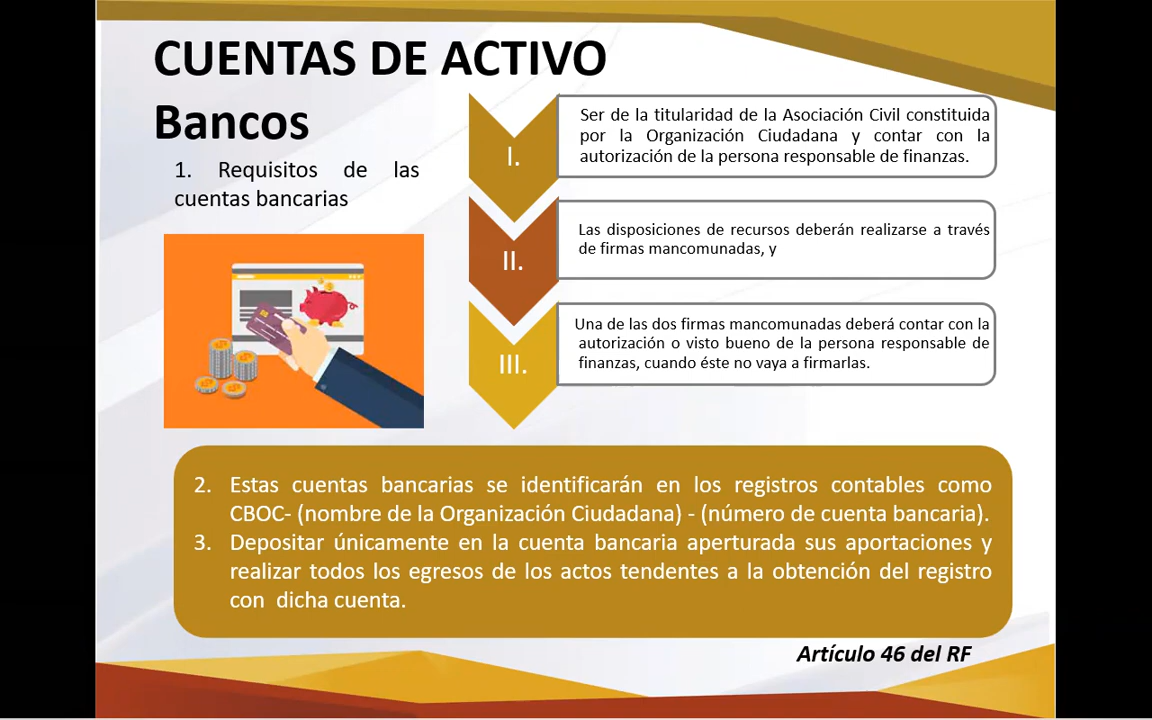 CUENTAS DE ACTIVO
Bancos
1. Requisitos de las
cuentas bancarias
I.
Ser de la titularidad de la Asociación Civil constituida
por la Organización Ciudadana y contar con la
autorización de la persona responsable de finanzas.
II.
Las disposiciones de recursos deberán realizarse a través
de firmas mancomunadas, y
III.
Una de las dos firmas mancomunadas deberá contar con la
autorización o visto bueno de la persona responsable de
finanzas, cuando éste no vaya a firmarlas.
2. Estas cuentas bancarias se identificarán en los registros contables como
CBOC- (nombre de la Organización Ciudadana) - (número de cuenta bancaria).
3. Depositar únicamente en la cuenta bancaria aperturada sus aportaciones y
realizar todos los egresos de los actos tendentes a la obtención del registro
con dicha cuenta.
Artículo 46 del RF